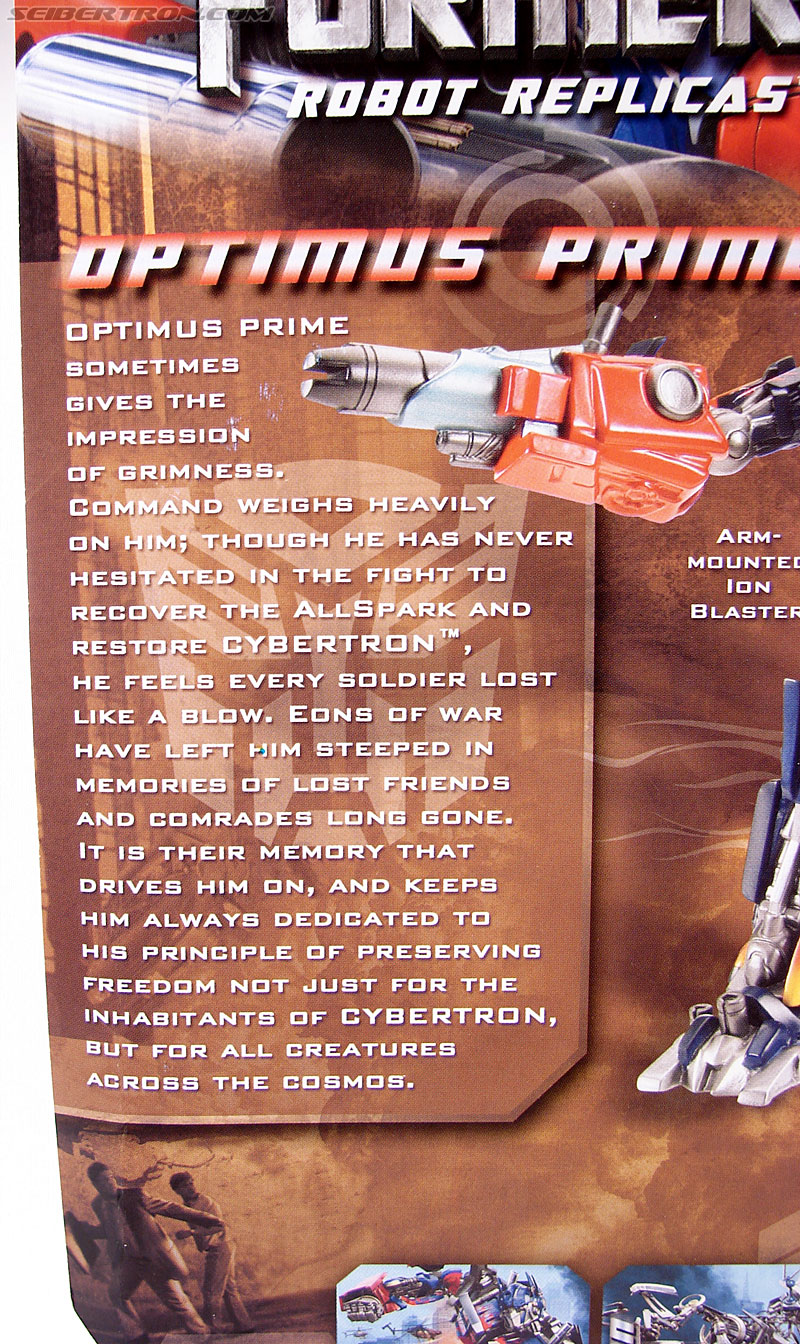 SEIBERTRON.COM
ROBOT REPLICAS
OPTIMUS PRIME
OPTIMUS PRIME
SOMETIMES
GIVES THE
IMPRESSION
OF GRIMNESS.
COMMAND WEIGHS HEAVILY
ON HIM; THOUGH HE HAS NEVER
HESITATED IN THE FIGHT TO
RECOVER THE ALLSPARK AND
RESTORE CYBERTRON™,
HE FEELS EVERY SOLDIER LOST
LIKE A BLOW. EONS OF WAR
HAVE LEFT HIM STEEPED IN
MEMORIES OF LOST FRIENDS
AND COMRADES LONG GONE.
IT IS THEIR MEMORY THAT
DRIVES HIM ON, AND KEEPS
HIM ALWAYS DEDICATED TO
HIS PRINCIPLE OF PRESERVING
FREEDOM NOT JUST FOR THE
INHABITANTS OF CYBERTRON,
BUT FOR ALL CREATURES
ACROSS THE COSMOS.
ARM-
MOUNTED
ION
BLASTER